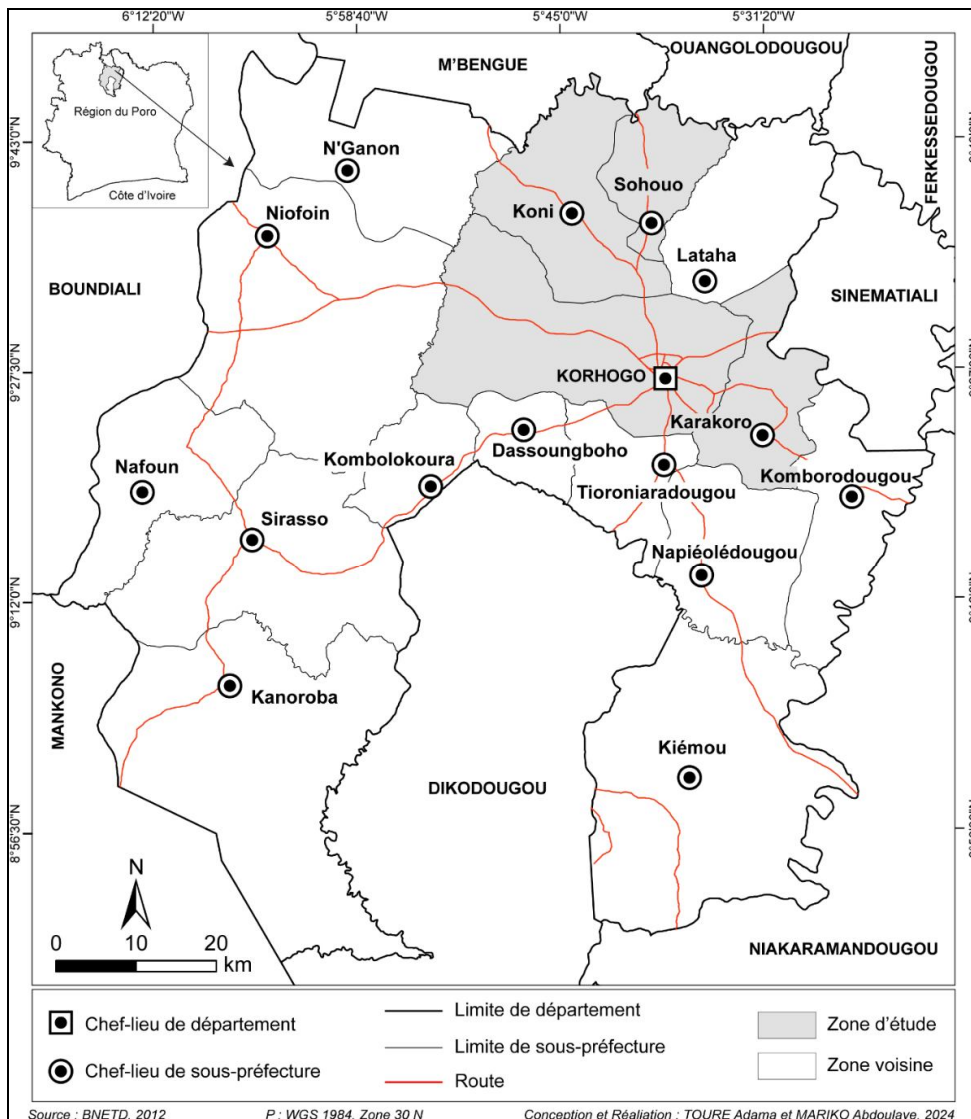 6°12'20"W 5°58'40"W 5°45'0"W 5°31'20"W
OUANGOLODOUGOU
M'BENGUE
FERKESSEDOUGOU
Région du Poro
Côte d'Ivoire
9°43'0"N
N'Ganon
Sohouo
Koni
Niofoin
Lataha
BOUNDIALI
SINEMATIALI
9°27'30"N
KORHOGO
Karakoro
Dassoungboho
Kombolokoura
Nafoun
Komborodougou
Tioroniaradougou
Sirasso
Napiéolédougou
9°12'0"N
MANKONO
Kanoroba
Kiémou
DIKODOUGOU
8°56'30"N
N
0 10 20
km
NIAKARAMANDOUGOU
Chef-lieu de département
Limite de département
Zone d'étude
Limite de sous-préfecture
Chef-lieu de sous-préfecture
Route
Zone voisine
Source : BNETD, 2012 P : WGS 1984, Zone 30 N Conception et Réaliation : TOURE Adama et MARIKO Abdoulaye, 2024